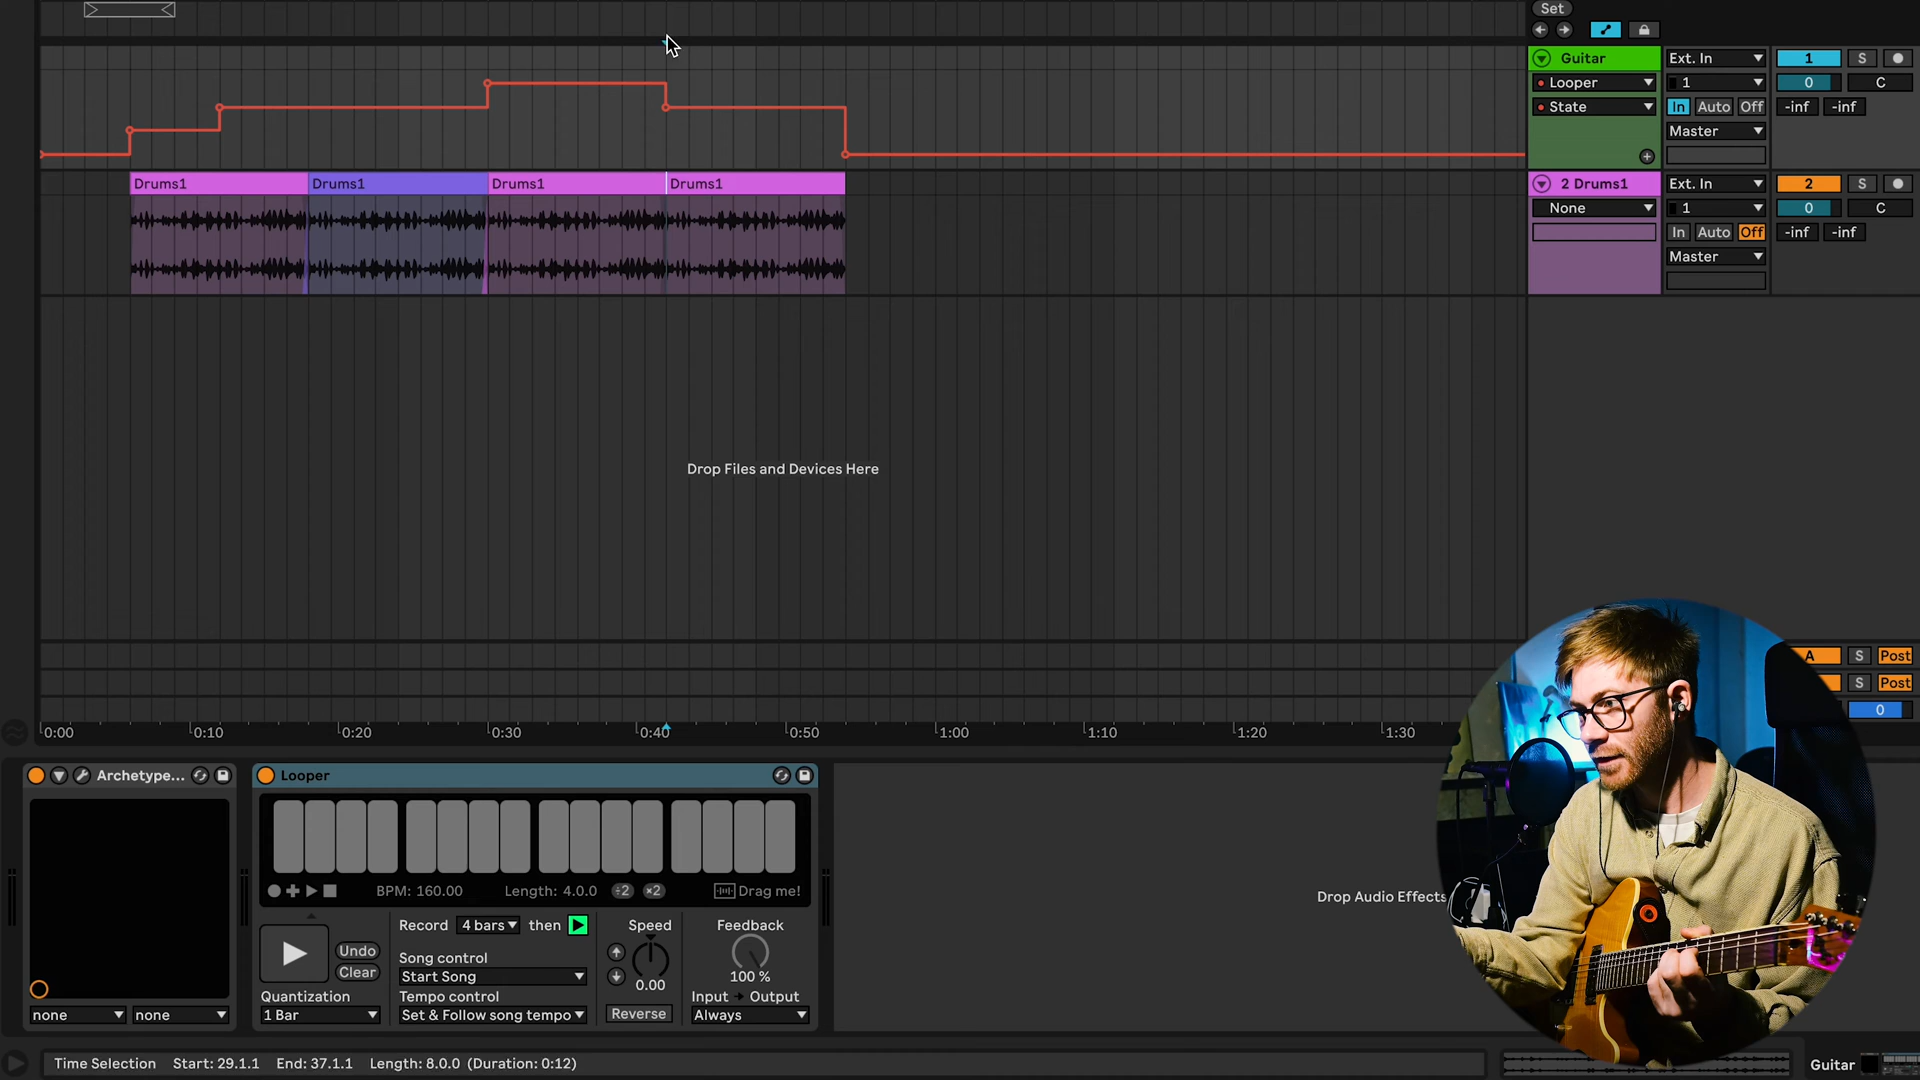 Set
Guitar
Ext. In
1
S
Looper
1
0
C
State
In Auto Off
-inf -inf
Master
Drums1 Drums1 Drums1 Drums1
2 Drums1
Ext. In
2
S
None
1
0
C
In Auto Off
-inf -inf
Master
Drop Files and Devices Here
A S Post
S Post
0
0:00 0:10 0:20 0:30 0:40 0:50 1:00 1:10 1:20 1:30
Archetype...
none none
Looper
BPM: 160.00 Length: 4.0.0 ÷2 ×2 Drag me!
Record 4 bars then
Speed
Feedback
Undo
Clear
Song control
Start Song
0.00
100 %
Quantization
1 Bar
Tempo control
Set & Follow song tempo
Reverse
Input Output
Always
Drop Audio Effects
Time Selection Start: 29.1.1 End: 37.1.1 Length: 8.0.0 (Duration: 0:12)
Guitar